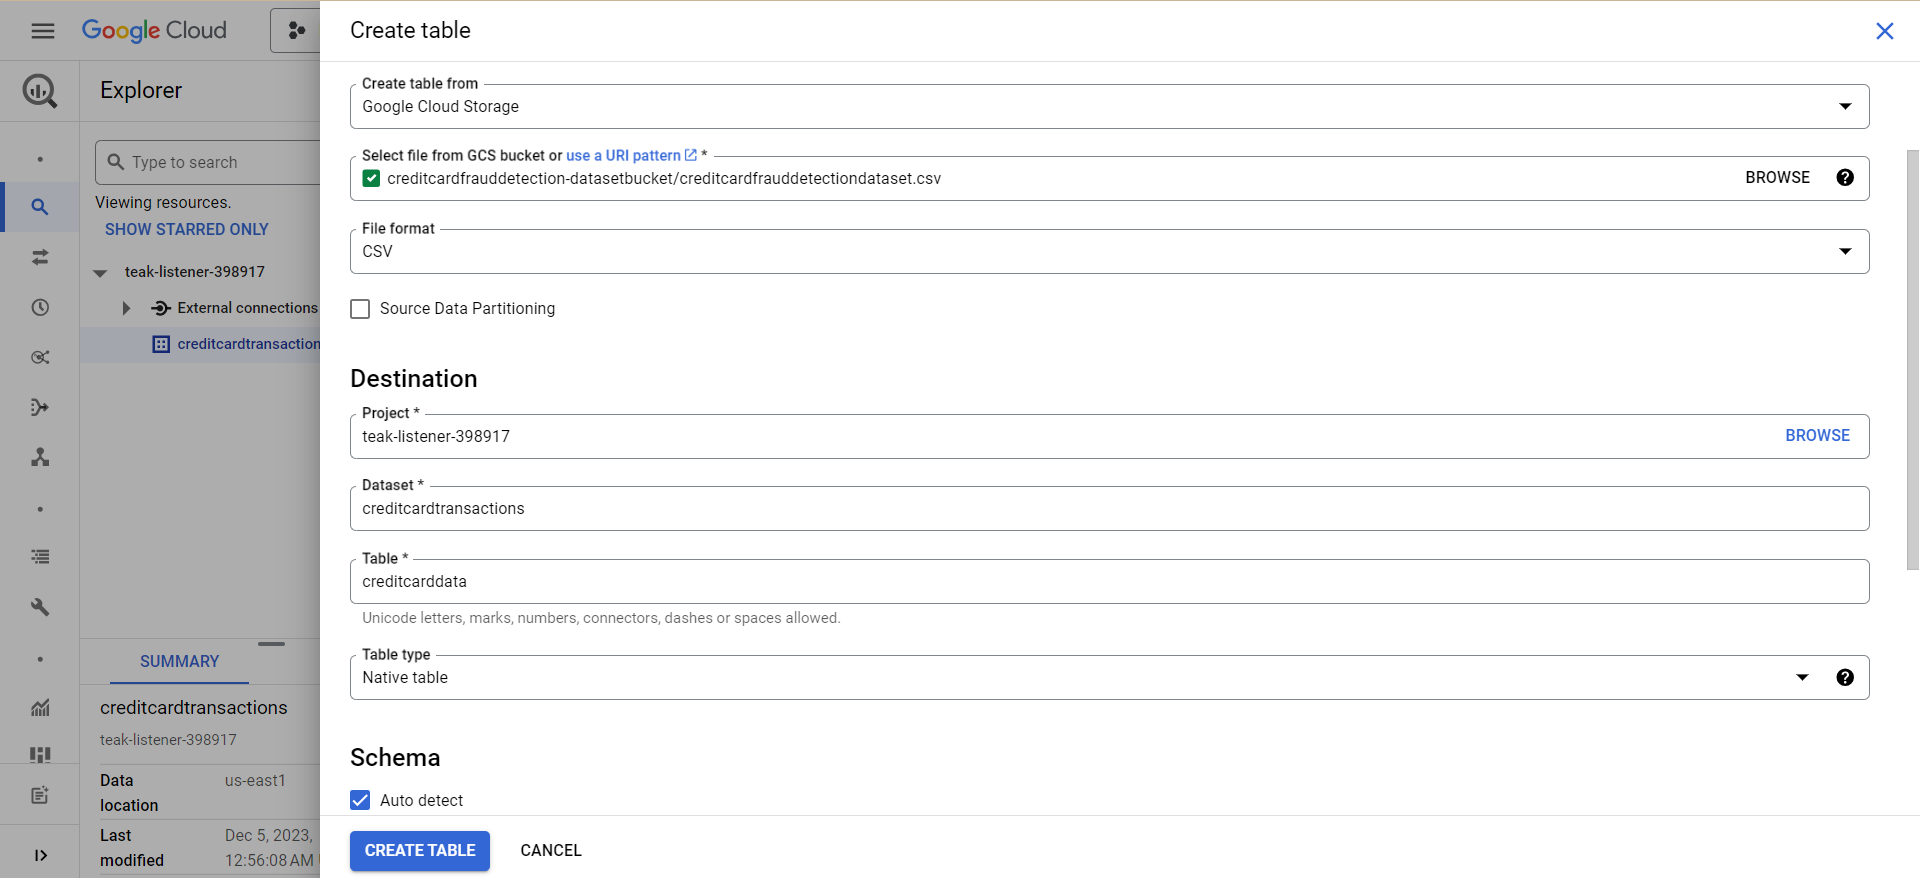 Google Cloud
Create table
Explorer
Create table from
Google Cloud Storage
Type to search
Select file from GCS bucket or use a URI pattern *
creditcardfrauddetection-datasetbucket/creditcardfrauddetectiondataset.csv
BROWSE
Viewing resources.
SHOW STARRED ONLY
File format
CSV
teak-listener-398917
External connections
Source Data Partitioning
creditcardtransaction
Destination
Project *
teak-listener-398917
BROWSE
Dataset *
creditcardtransactions
Table *
creditcarddata
Unicode letters, marks, numbers, connectors, dashes or spaces allowed.
SUMMARY
Table type
Native table
creditcardtransactions
teak-listener-398917
Schema
Data location
us-east1
Auto detect
Last modified
Dec 5, 2023,
12:56:08 AM
CREATE TABLE
CANCEL